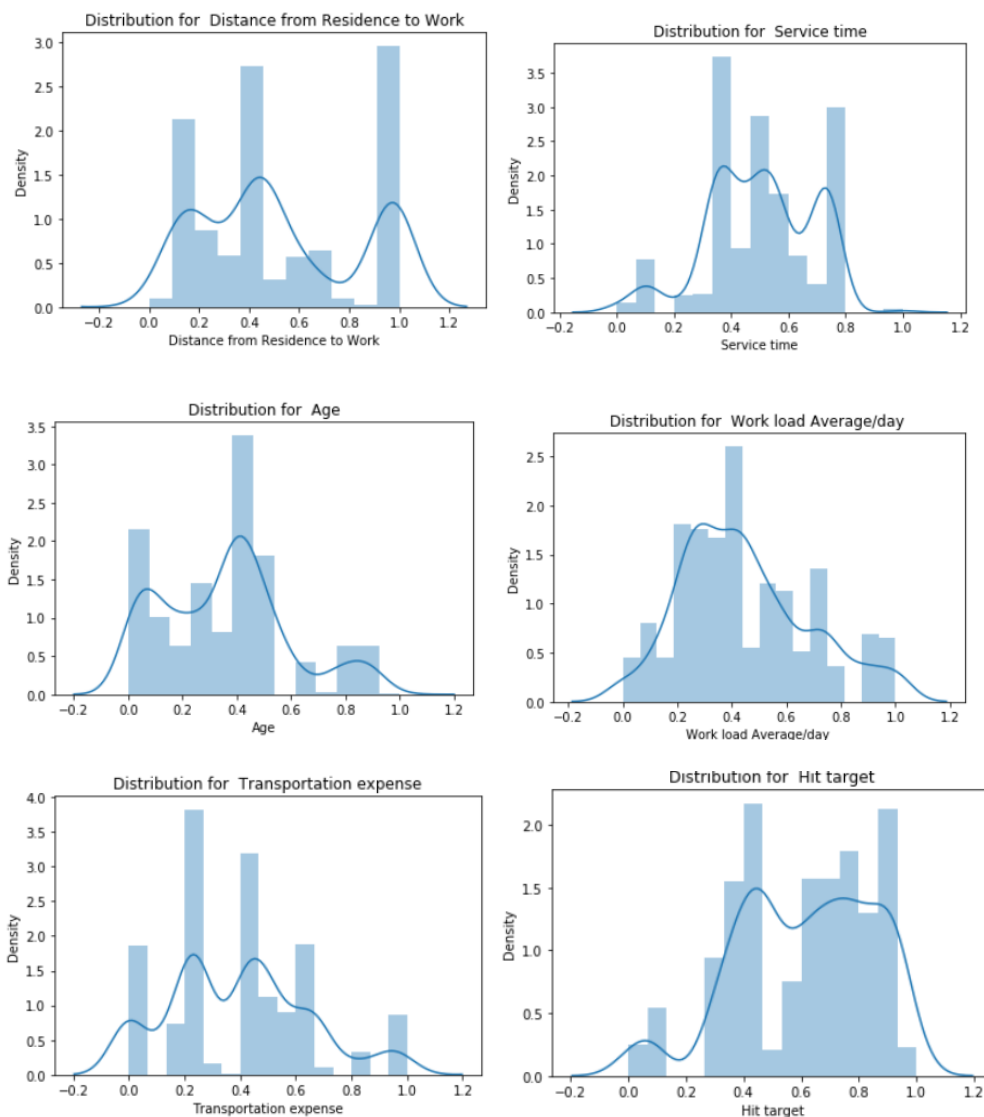 Distribution for  Distance from Residence to Work
3.0
2.5
2.0
1.5
1.0
0.5
0.0
Density
−0.2 0.0 0.2 0.4 0.6 0.8 1.0 1.2
Distance from Residence to Work
Distribution for  Service time
3.5
3.0
2.5
2.0
1.5
1.0
0.5
0.0
Density
−0.2 0.0 0.2 0.4 0.6 0.8 1.0 1.2
Service time
Distribution for  Age
3.5
3.0
2.5
2.0
1.5
1.0
0.5
0.0
Density
−0.2 0.0 0.2 0.4 0.6 0.8 1.0 1.2
Age
Distribution for  Work load Average/day
2.5
2.0
1.5
1.0
0.5
0.0
Density
−0.2 0.0 0.2 0.4 0.6 0.8 1.0 1.2
Work load Average/day
Distribution for  Transportation expense
4.0
3.5
3.0
2.5
2.0
1.5
1.0
0.5
0.0
Density
−0.2 0.0 0.2 0.4 0.6 0.8 1.0 1.2
Transportation expense
Distribution for  Hit target
2.0
1.5
1.0
0.5
0.0
Density
−0.2 0.0 0.2 0.4 0.6 0.8 1.0 1.2
Hit target